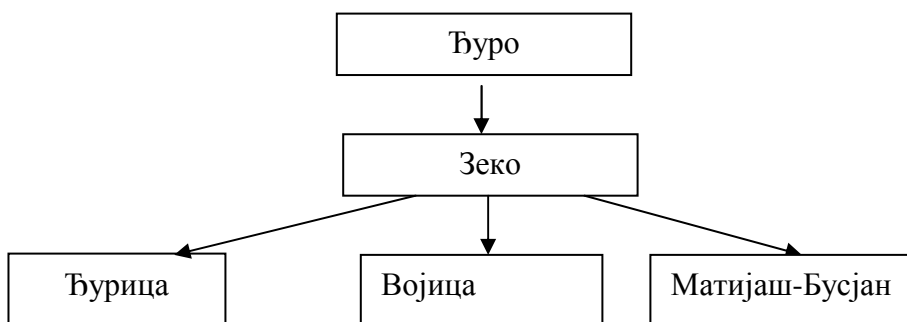 Ђуро
Зеко
Ђурица
Војица
Матијаш-Бусјан